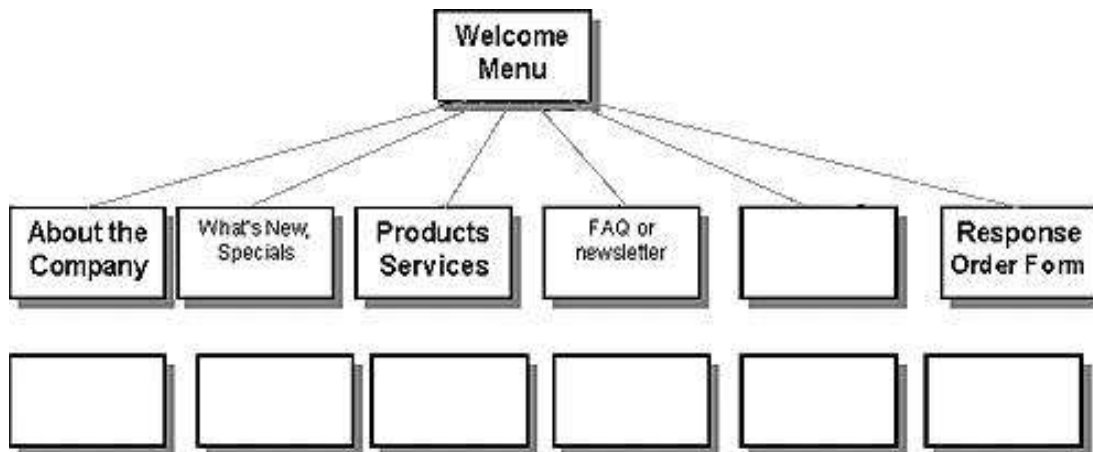 Welcome
Menu
About the
Company
What's New,
Specials
Products
Services
FAQ or
newsletter
Response
Order Form